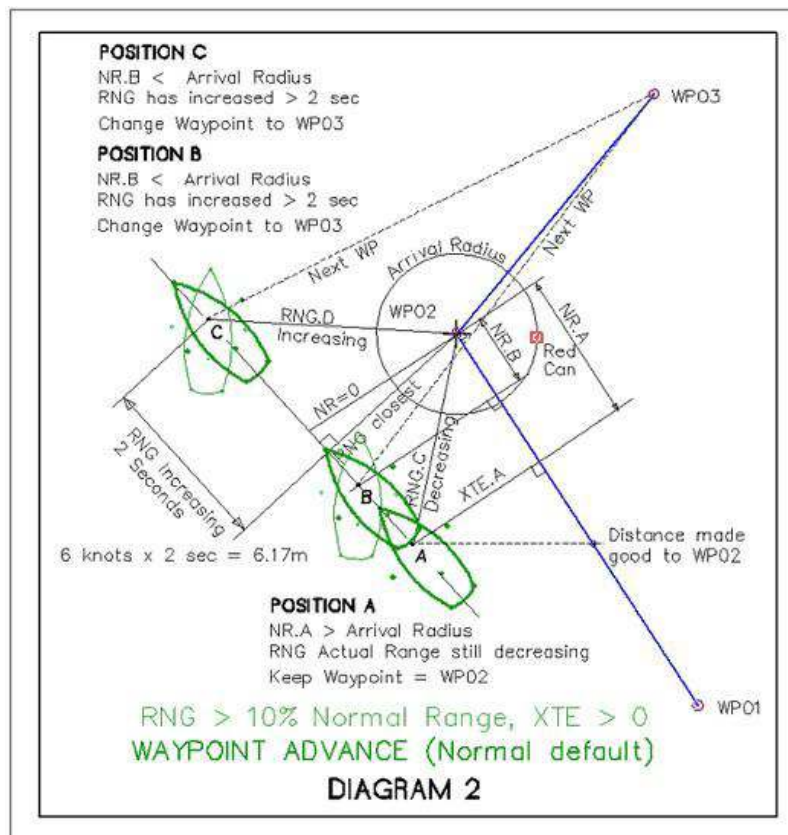 POSITION C
NR.B < Arrival Radius
RNG has increased > 2 sec
Change Waypoint to WP03
POSITION B
NR.B < Arrival Radius
RNG has increased > 2 sec
Change Waypoint to WP03
WP03
Next WP
Next WP
Arrival Radius
WP02
NR.A
NR.B
Red
Can
C
RNG.D
Increasing
NR=0
RNG closest
RNG.C
Decreasing
XTE.A
RNG Increasing
2 Seconds
B
A
6 knots x 2 sec = 6.17m
Distance made
good to WP02
POSITION A
NR.A > Arrival Radius
RNG Actual Range still decreasing
Keep Waypoint = WP02
WP01
RNG > 10% Normal Range, XTE > 0
WAYPOINT ADVANCE (Normal default)
DIAGRAM 2